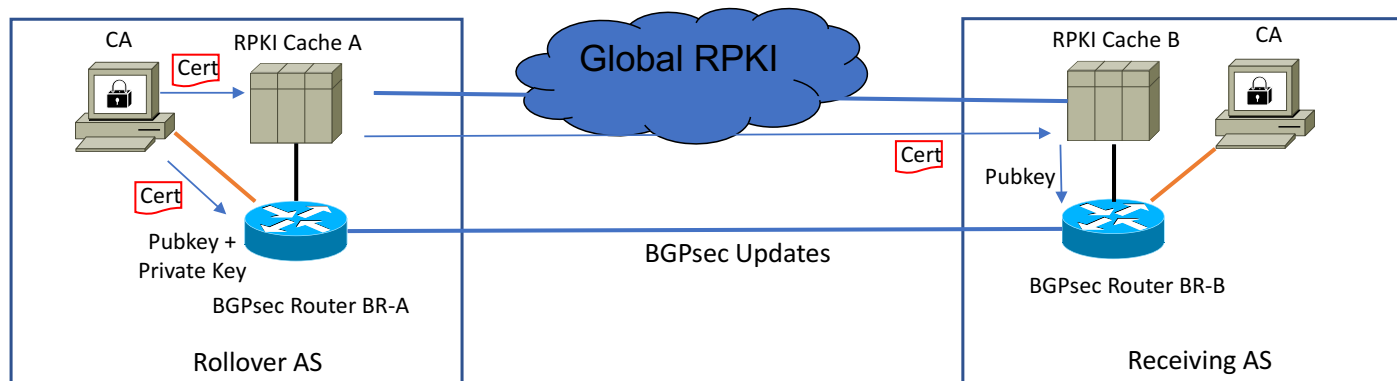 CA
RPKI Cache A
Cert
Global RPKI
RPKI Cache B
CA
Cert
Cert
Pubkey
Pubkey +
Private Key
BGPsec Updates
BGPsec Router BR-A
BGPsec Router BR-B
Rollover AS
Receiving AS